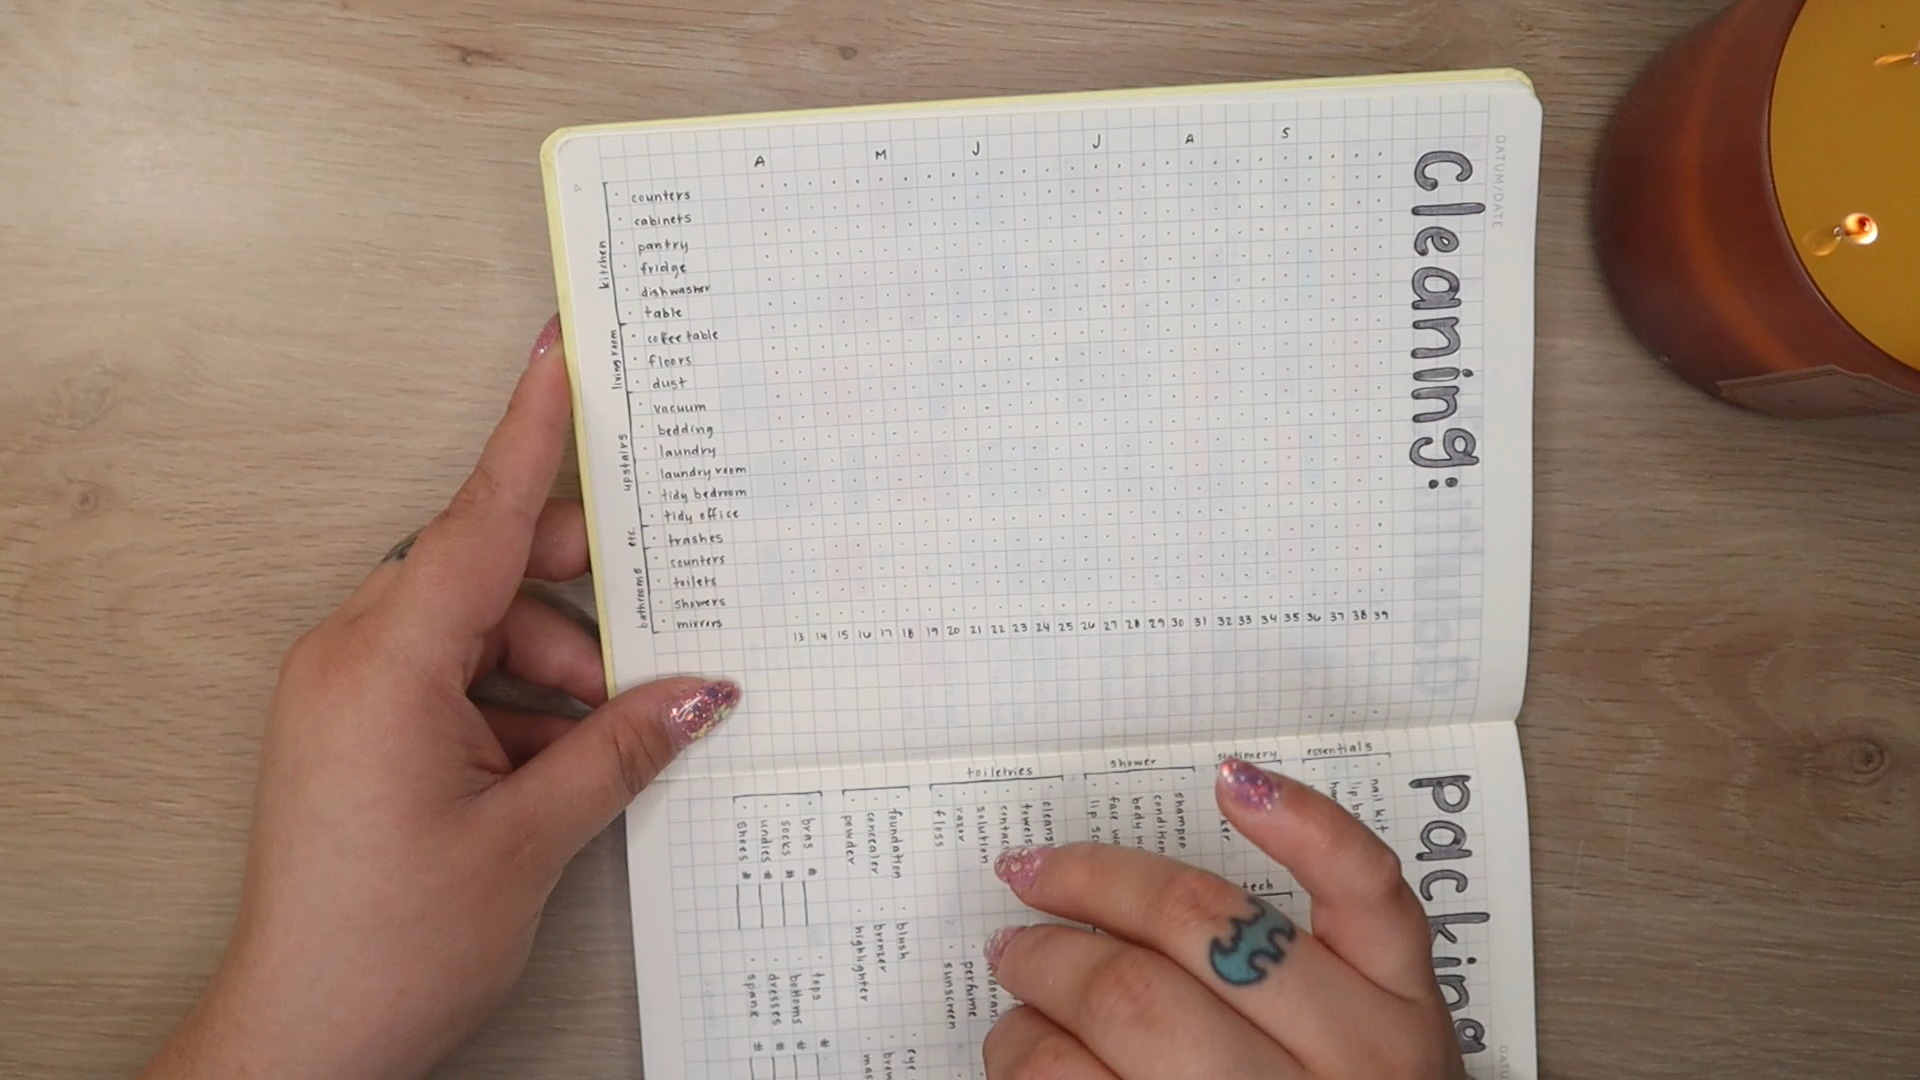 Cleaning:
DATUM/DATE
A M J J A S
kitchen
counters
cabinets
pantry
fridge
dishwasher
table
living room
coffee table
floors
dust
upstairs
vacuum
bedding
laundry
laundry room
tidy bedroom
tidy office
etc.
trashes
bathrooms
counters
toilets
showers
mirrors
13 14 15 16 17 18 19 20 21 22 23 24 25 26 27 28 29 30 31 32 33 34 35 36 37 38 39
4
packing
essentials
nail kit
stationery
tech
shower
shampoo
toiletries
towels
solution
razor
floss
perfume
sunscreen
foundation
concealer
powder
blush
bronzer
highlighter
bras #
socks #
undies #
shoes #
tops #
bottoms #
dresses #
spanx #